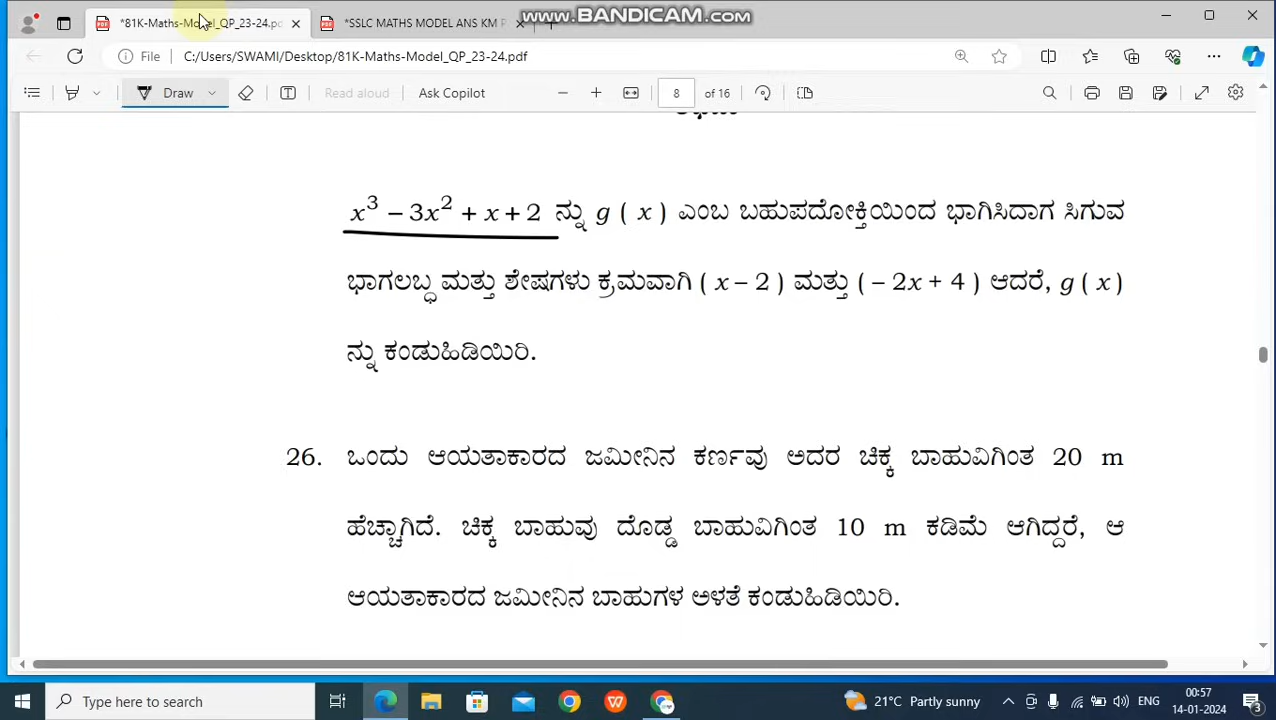 *81K-Maths-Model_QP_23-24.pd
*SSLC MATHS MODEL ANS KM P
www.BANDICAM.com
File
C:/Users/SWAMI/Desktop/81K-Maths-Model_QP_23-24.pdf
Draw
Read aloud
Ask Copilot
8
of 16
x³ – 3x² + x + 2 ನ್ನು g ( x ) ಎಂಬ ಬಹುಪದೋಕ್ತಿಯಿಂದ ಭಾಗಿಸಿದಾಗ ಸಿಗುವ
ಭಾಗಲಬ್ಧ ಮತ್ತು ಶೇಷಗಳು ಕ್ರಮವಾಗಿ ( x – 2 ) ಮತ್ತು ( – 2x + 4 ) ಆದರೆ, g ( x )
ನ್ನು ಕಂಡುಹಿಡಿಯಿರಿ.
26. ಒಂದು ಆಯತಾಕಾರದ ಜಮೀನಿನ ಕರ್ಣವು ಅದರ ಚಿಕ್ಕ ಬಾಹುವಿಗಿಂತ 20 m
ಹೆಚ್ಚಾಗಿದೆ. ಚಿಕ್ಕ ಬಾಹುವು ದೊಡ್ಡ ಬಾಹುವಿಗಿಂತ 10 m ಕಡಿಮೆ ಆಗಿದ್ದರೆ, ಆ
ಆಯತಾಕಾರದ ಜಮೀನಿನ ಬಾಹುಗಳ ಅಳತೆ ಕಂಡುಹಿಡಿಯಿರಿ.
Type here to search
21°C Partly sunny
ENG
00:57
14-01-2024
3